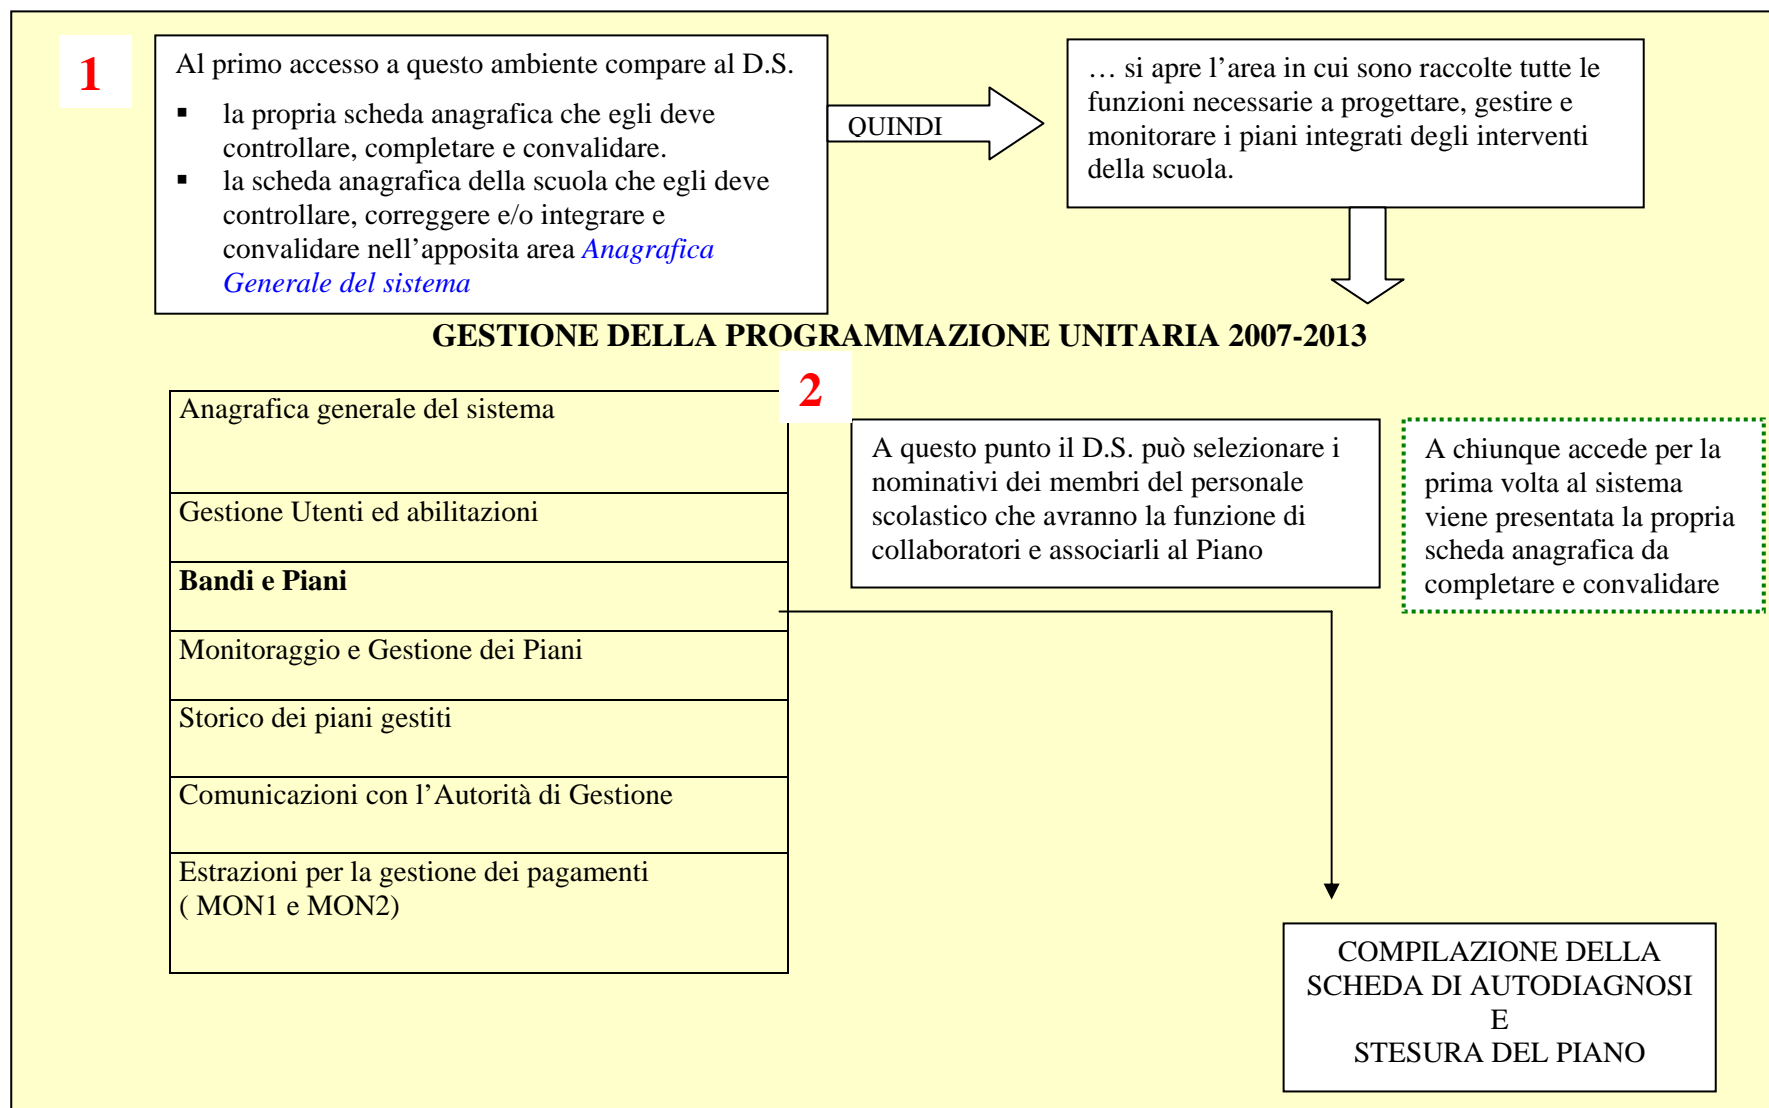 1
Al primo accesso a questo ambiente compare al D.S.
▪ la propria scheda anagrafica che egli deve
controllare, completare e convalidare.
▪ la scheda anagrafica della scuola che egli deve
controllare, correggere e/o integrare e
convalidare nell’apposita area Anagrafica
Generale del sistema
QUINDI
… si apre l’area in cui sono raccolte tutte le
funzioni necessarie a progettare, gestire e
monitorare i piani integrati degli interventi
della scuola.
GESTIONE DELLA PROGRAMMAZIONE UNITARIA 2007-2013
Anagrafica generale del sistema
Gestione Utenti ed abilitazioni
Bandi e Piani
Monitoraggio e Gestione dei Piani
Storico dei piani gestiti
Comunicazioni con l’Autorità di Gestione
Estrazioni per la gestione dei pagamenti
( MON1 e MON2)
2
A questo punto il D.S. può selezionare i
nominativi dei membri del personale
scolastico che avranno la funzione di
collaboratori e associarli al Piano
A chiunque accede per la
prima volta al sistema
viene presentata la propria
scheda anagrafica da
completare e convalidare
COMPILAZIONE DELLA
SCHEDA DI AUTODIAGNOSI
E
STESURA DEL PIANO